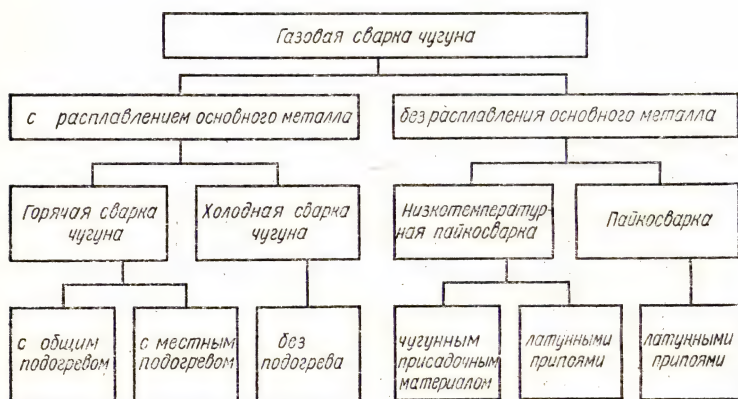 Газовая сварка чугуна
с расплавлением основного металла
без расплавления основного металла
Горячая сварка
чугуна
Холодная сварка
чугуна
Низкотемператур-
ная пайкосварка
Пайкосварка
с общим
подогревом
с местным
подогревом
без
подогрева
чугунным
присадочным
материалом
латунными
припоями
латунными
припоями